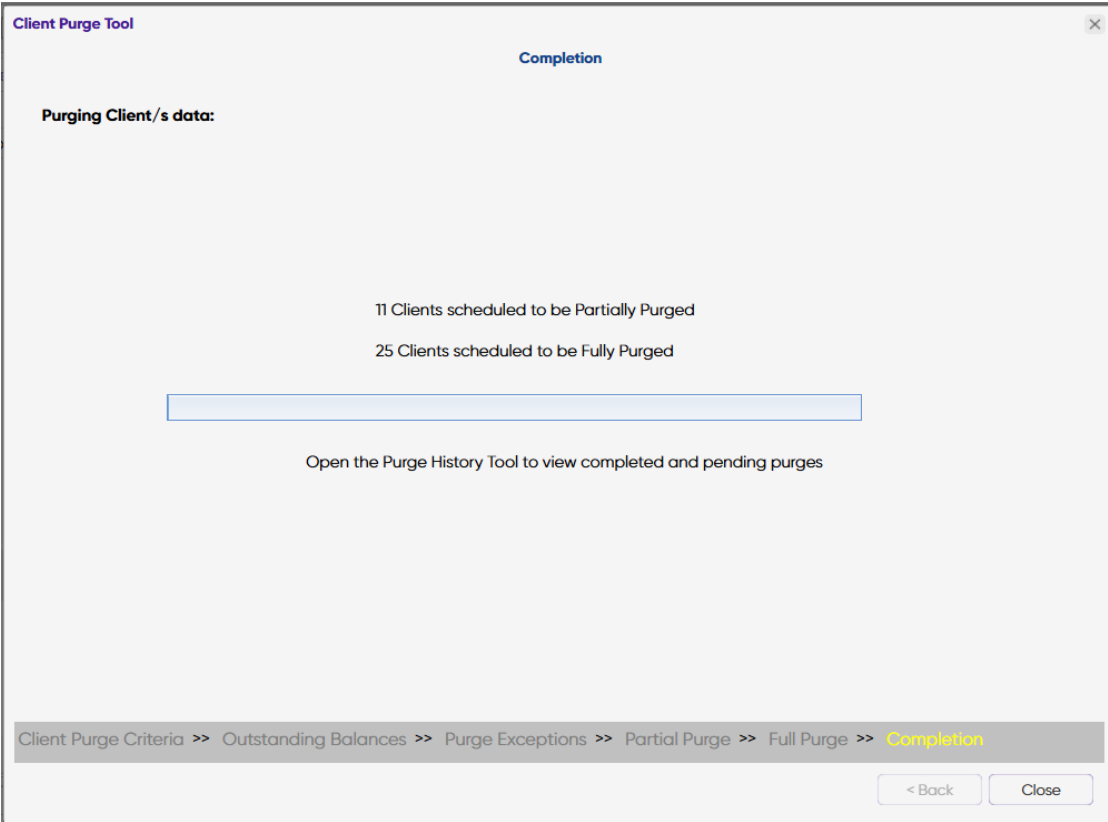 Client Purge Tool
Completion
Purging Client/s data:
11 Clients scheduled to be Partially Purged
25 Clients scheduled to be Fully Purged
Open the Purge History Tool to view completed and pending purges
Client Purge Criteria >> Outstanding Balances >> Purge Exceptions >> Partial Purge >> Full Purge >> Completion
< Back Close